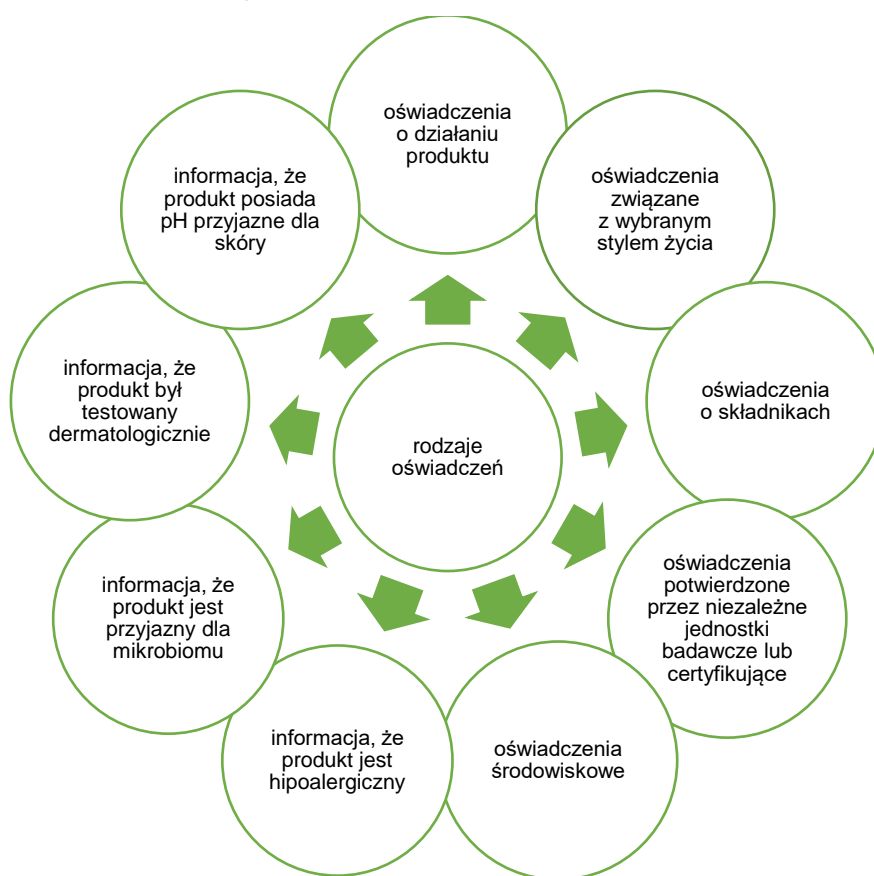 oświadczenia
o działaniu
produktu
oświadczenia
związane
z wybranym
stylem życia
oświadczenia
o składnikach
oświadczenia
potwierdzone
przez niezależne
jednostki
badawcze lub
certyfikujące
oświadczenia
środowiskowe
informacja, że
produkt jest
hipoalergiczny
informacja, że
produkt jest
przyjazny dla
mikrobiomu
informacja, że
produkt był
testowany
dermatologicznie
informacja, że
produkt posiada
pH przyjazne dla
skóry
rodzaje
oświadczeń